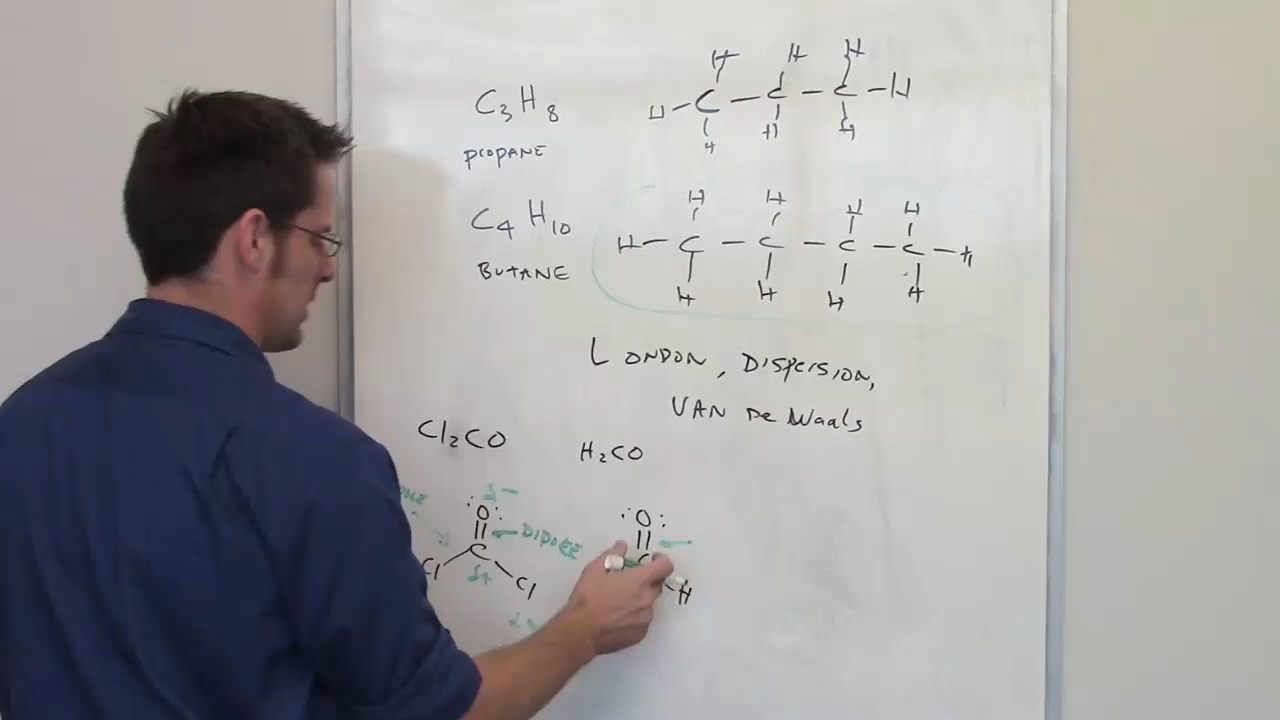 H H H
C3H8 H-C-C-C-H
H H H
PROPANE
H H H H
C4H10 H-C-C-C-C-H
BUTANE
H H H H
LONDON, DISPERSION,
VAN De Waals
Cl2CO H2CO
δ-
:O: :O:
DIPOLE
C C
Cl δ+ Cl H